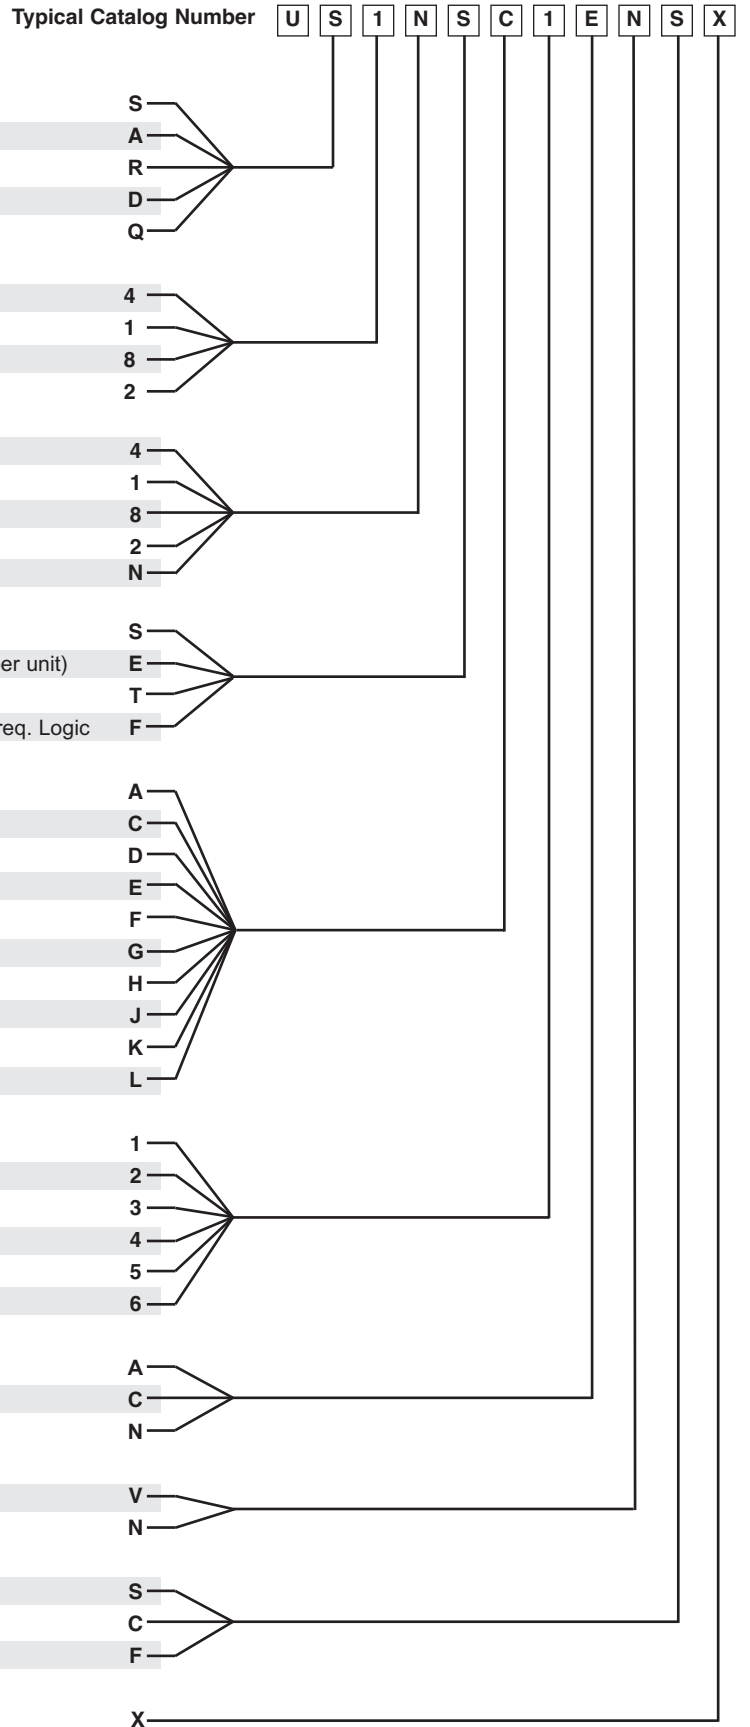 Typical Catalog Number U S 1 N S C 1 E N S X
S
A
R
D
Q
4
1
8
2
4
1
8
2
N
S
er unit) E
T
req. Logic F
A
C
D
E
F
G
H
J
K
L
1
2
3
4
5
6
A
C
N
V
N
S
C
F
X